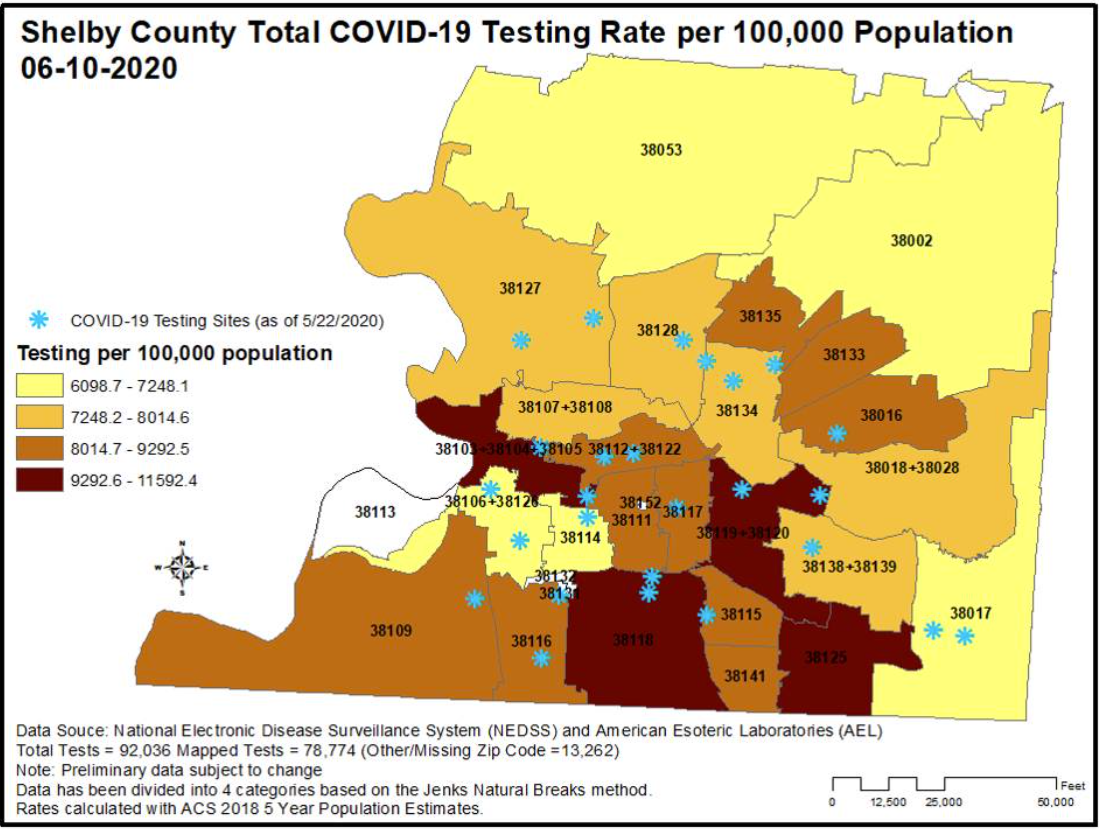 Shelby County Total COVID-19 Testing Rate per 100,000 Population
06-10-2020
38053
38002
38127
38128
38135
COVID-19 Testing Sites (as of 5/22/2020)
Testing per 100,000 population
6098.7 - 7248.1
7248.2 - 8014.6
8014.7 - 9292.5
9292.6 - 11592.4
38133
38107+38108
38134
38016
38103+38104+38105
38112+38122
38018+38028
38106+38126
38152
38113
38111
38117
38114
38119+38120
38138+38139
38132
38131
38109
38116
38118
38115
38017
38125
38141
N
W
E
S
Data Souce: National Electronic Disease Surveillance System (NEDSS) and American Esoteric Laboratories (AEL)
Total Tests = 92,036 Mapped Tests = 78,774 (Other/Missing Zip Code =13,262)
Note: Preliminary data subject to change
Data has been divided into 4 categories based on the Jenks Natural Breaks method.
Rates calculated with ACS 2018 5 Year Population Estimates.
Feet
0 12,500 25,000 50,000